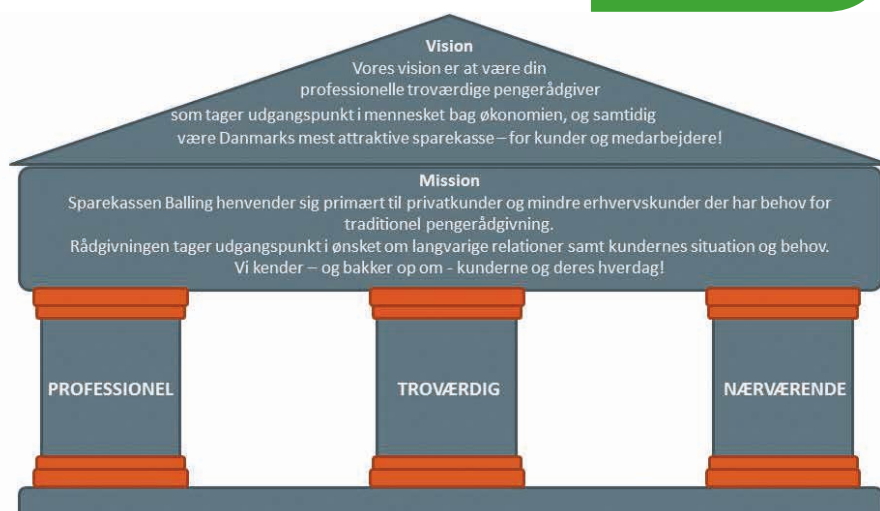 Vision
Vores vision er at være din
professionelle troværdige pengerådgiver
som tager udgangspunkt i mennesket bag økonomien, og samtidig
være Danmarks mest attraktive sparekasse – for kunder og medarbejdere!
Mission
Sparekassen Balling henvender sig primært til privatkunder og mindre erhvervskunder der har behov for
traditionel pengerådgivning.
Rådgivningen tager udgangspunkt i ønsket om langvarige relationer samt kundernes situation og behov.
Vi kender – og bakker op om - kunderne og deres hverdag!
PROFESSIONEL
TROVÆRDIG
NÆRVÆRENDE